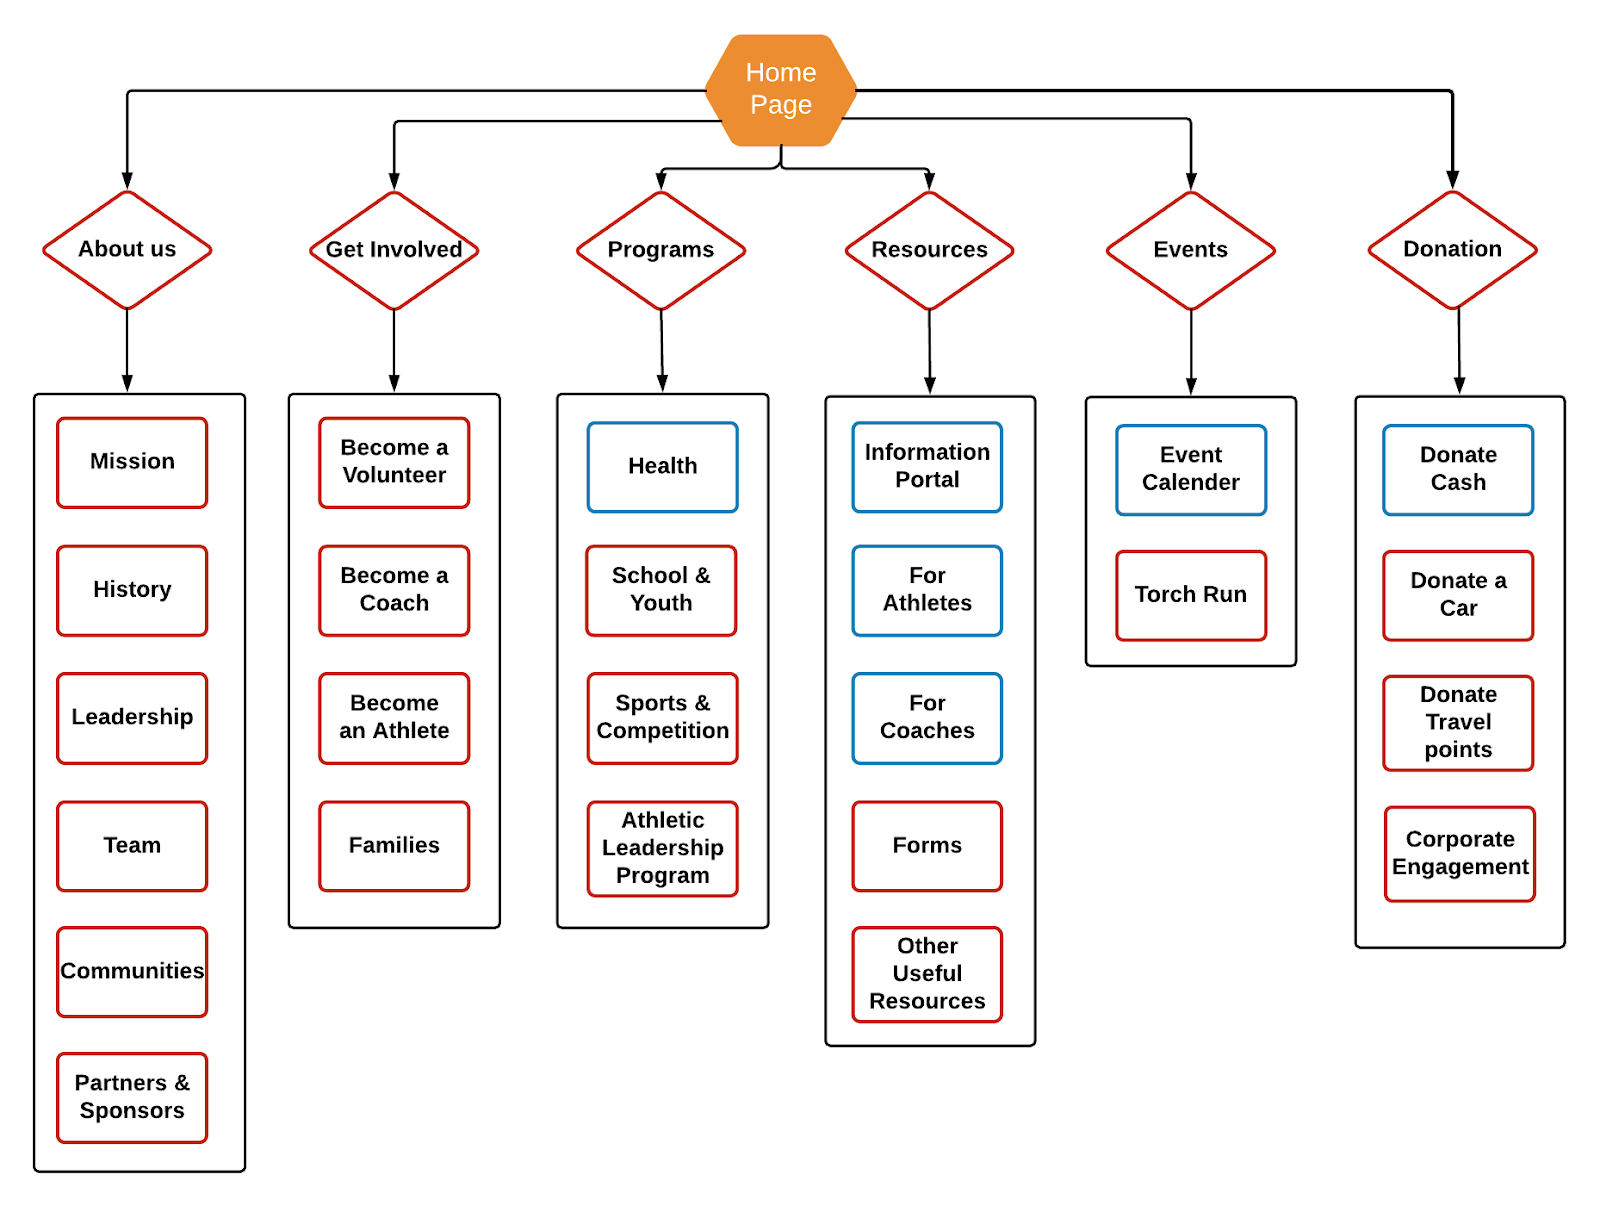 Home
Page
About us
Get Involved
Programs
Resources
Events
Donation
Mission
History
Leadership
Team
Communities
Partners &
Sponsors
Become a
Volunteer
Become a
Coach
Become
an Athlete
Families
Health
School &
Youth
Sports &
Competition
Athletic
Leadership
Program
Information
Portal
For
Athletes
For
Coaches
Forms
Other
Useful
Resources
Event
Calender
Torch Run
Donate
Cash
Donate a
Car
Donate
Travel
points
Corporate
Engagement